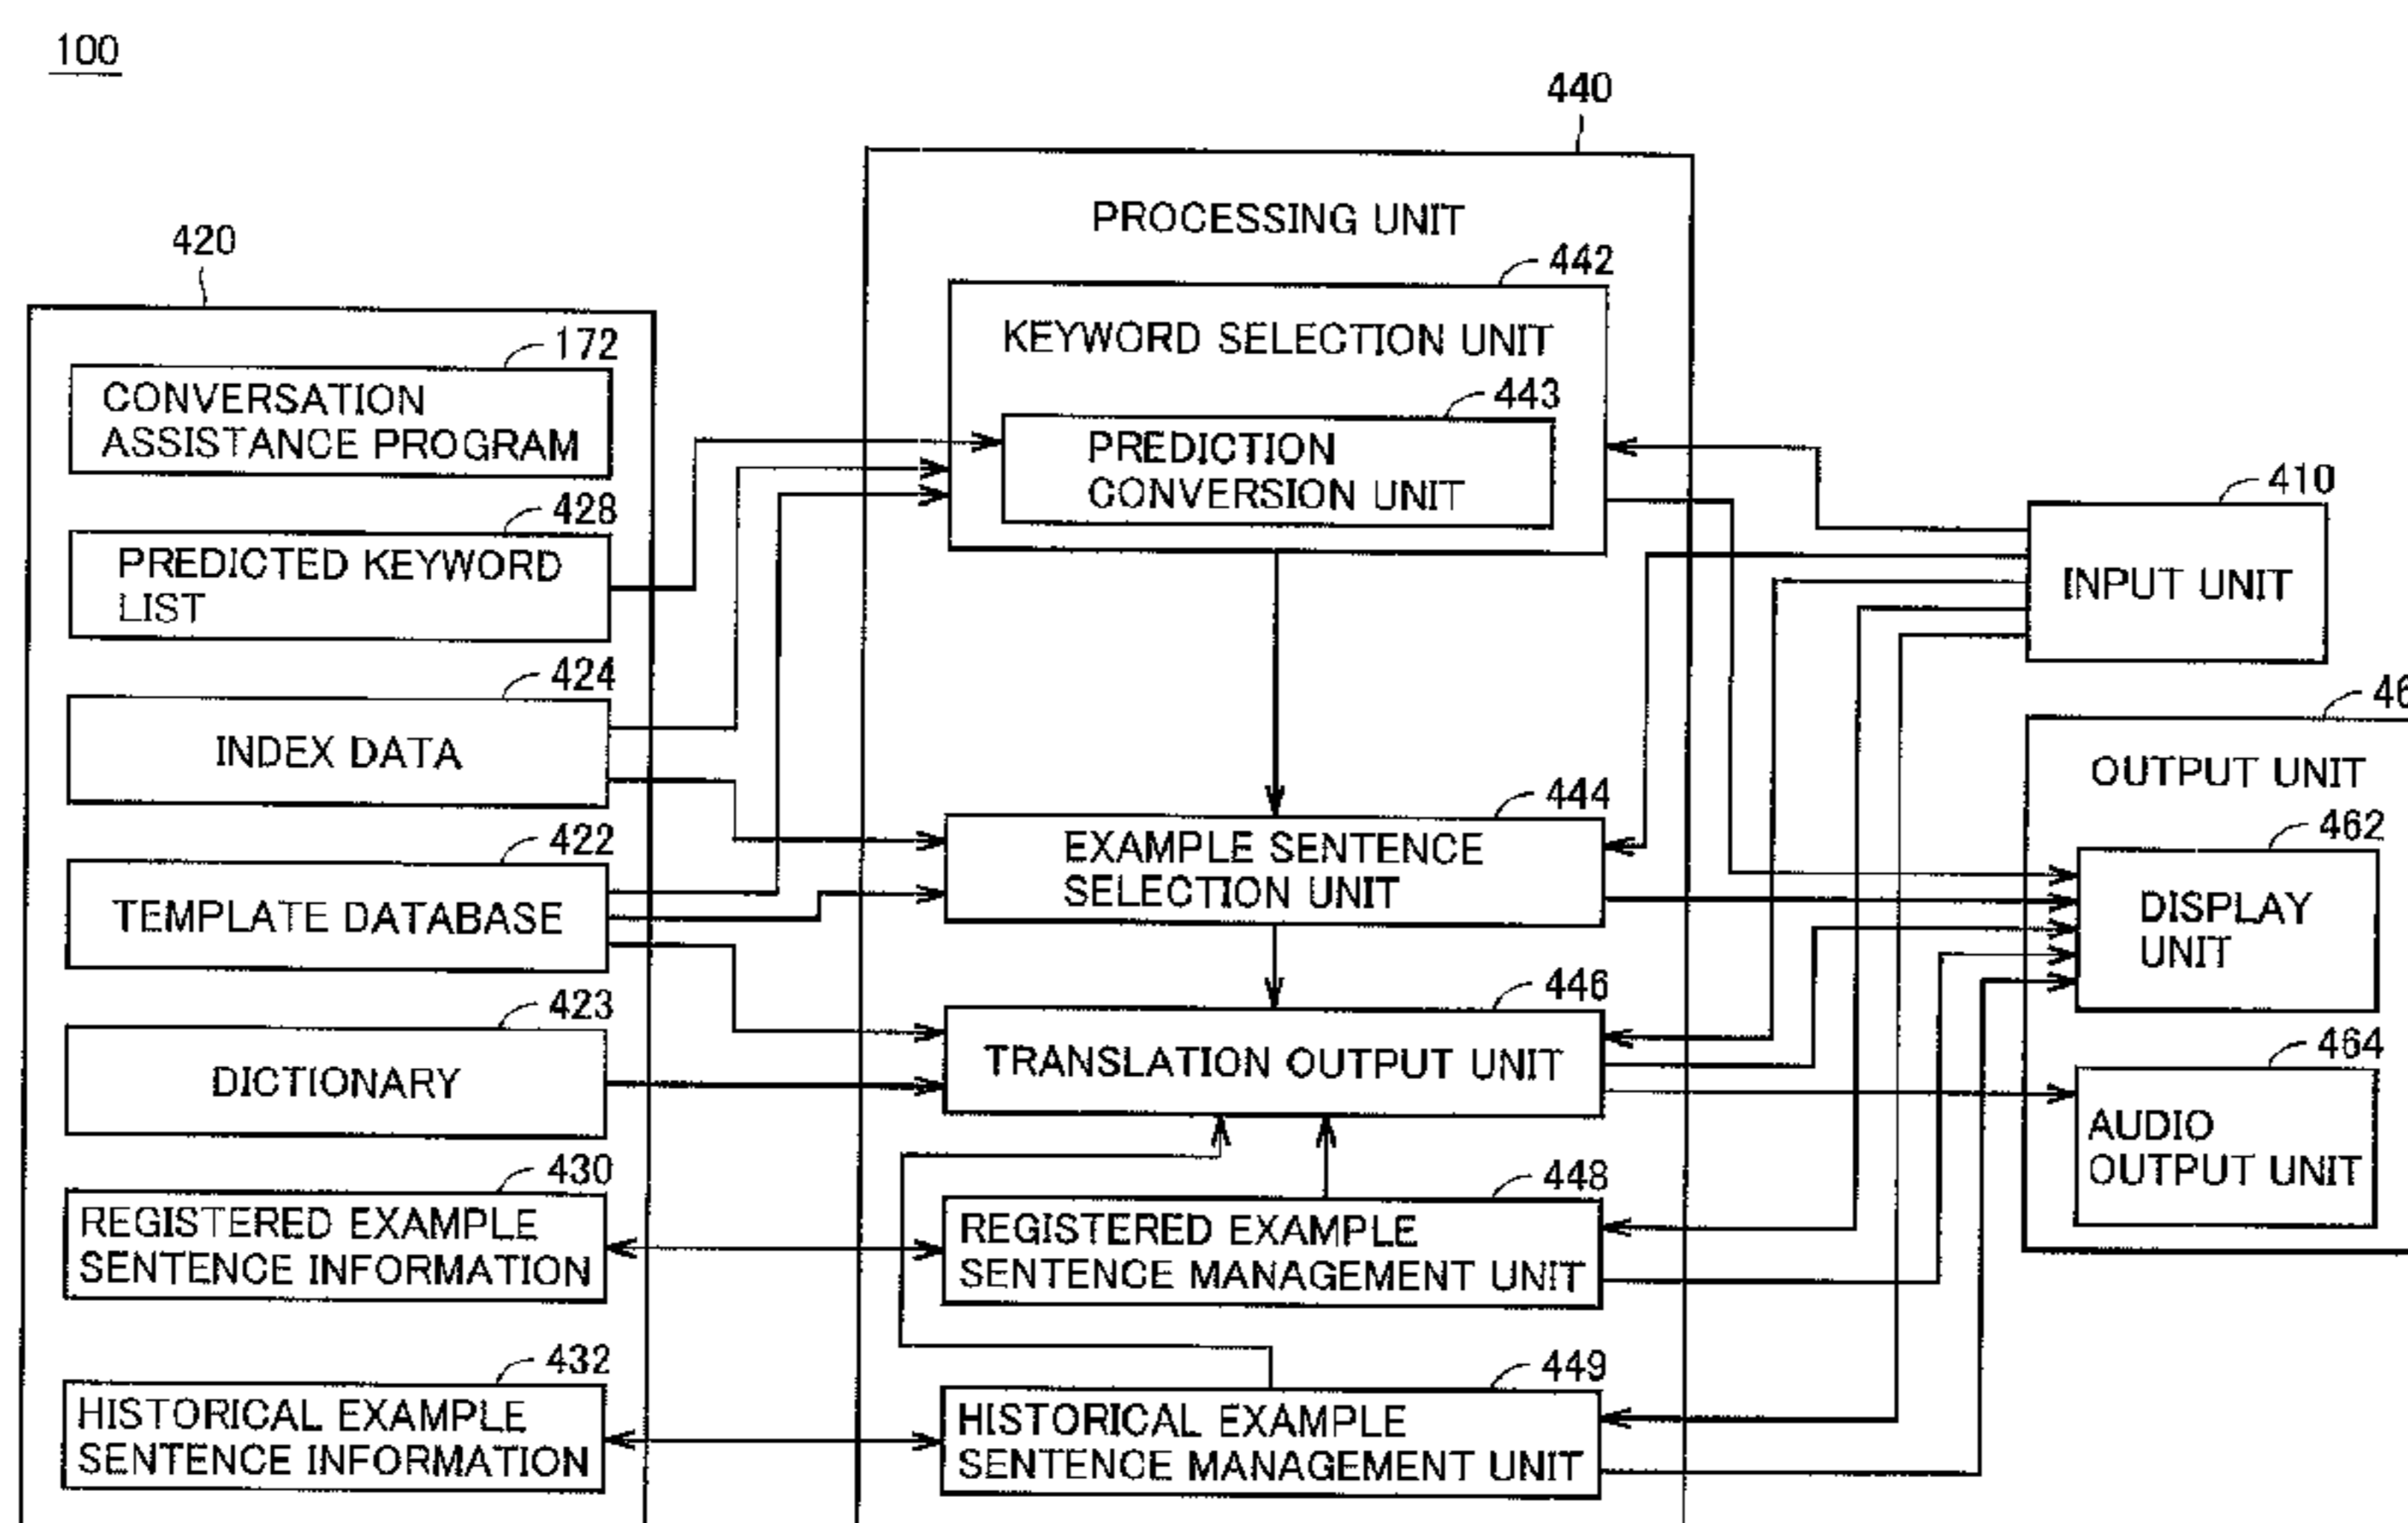 100
440
PROCESSING UNIT
420
442
KEYWORD SELECTION UNIT
172
CONVERSATION
ASSISTANCE PROGRAM
443
PREDICTION
CONVERSION UNIT
428
PREDICTED KEYWORD
LIST
410
INPUT UNIT
424
INDEX DATA
46
OUTPUT UNIT
444
EXAMPLE SENTENCE
SELECTION UNIT
422
TEMPLATE DATABASE
462
DISPLAY
UNIT
423
DICTIONARY
446
TRANSLATION OUTPUT UNIT
464
AUDIO
OUTPUT UNIT
430
REGISTERED EXAMPLE
SENTENCE INFORMATION
448
REGISTERED EXAMPLE
SENTENCE MANAGEMENT UNIT
432
HISTORICAL EXAMPLE
SENTENCE INFORMATION
449
HISTORICAL EXAMPLE
SENTENCE MANAGEMENT UNIT